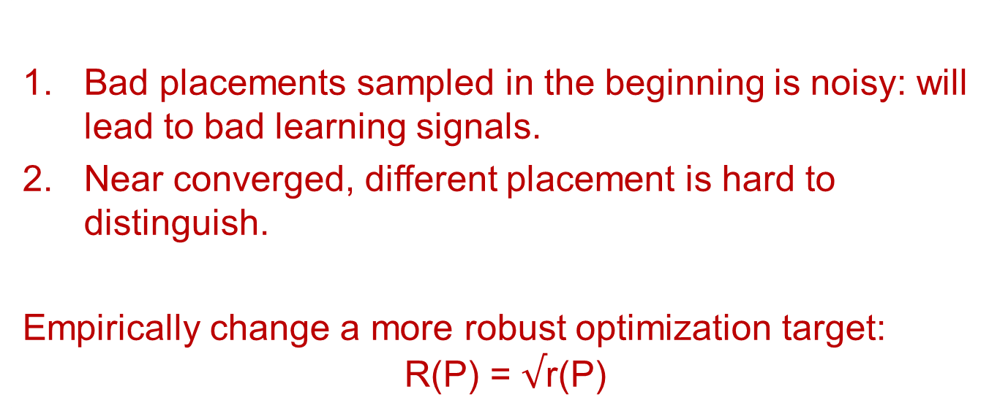 1. Bad placements sampled in the beginning is noisy: will
lead to bad learning signals.
2. Near converged, different placement is hard to
distinguish.
Empirically change a more robust optimization target:
R(P) = √r(P)